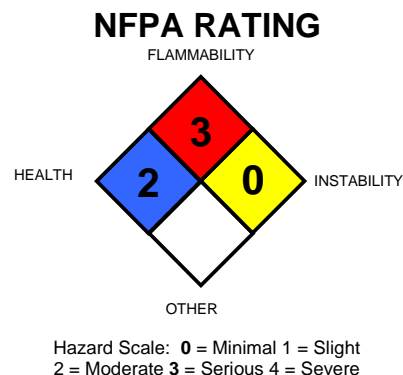 NFPA RATING
FLAMMABILITY
3
HEALTH
2
0
INSTABILITY
OTHER
Hazard Scale: 0 = Minimal 1 = Slight
2 = Moderate 3 = Serious 4 = Severe